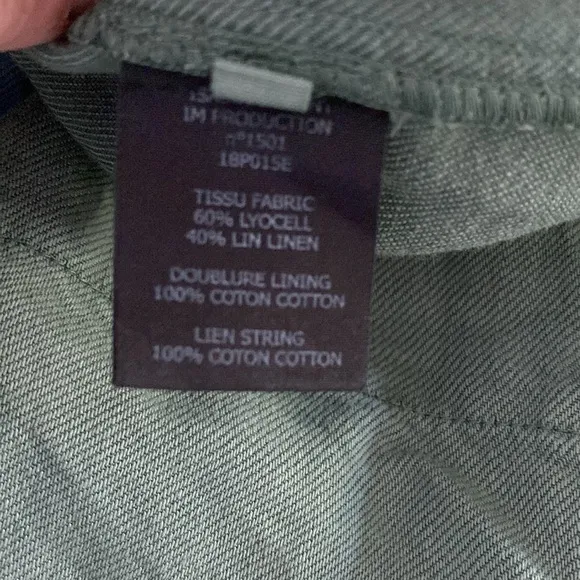 IM PRODUCTION
n°1501
18P015E
TISSU FABRIC
60% LYOCELL
40% LIN LINEN
DOUBLURE LINING
100% COTON COTTON
LIEN STRING
100% COTON COTTON